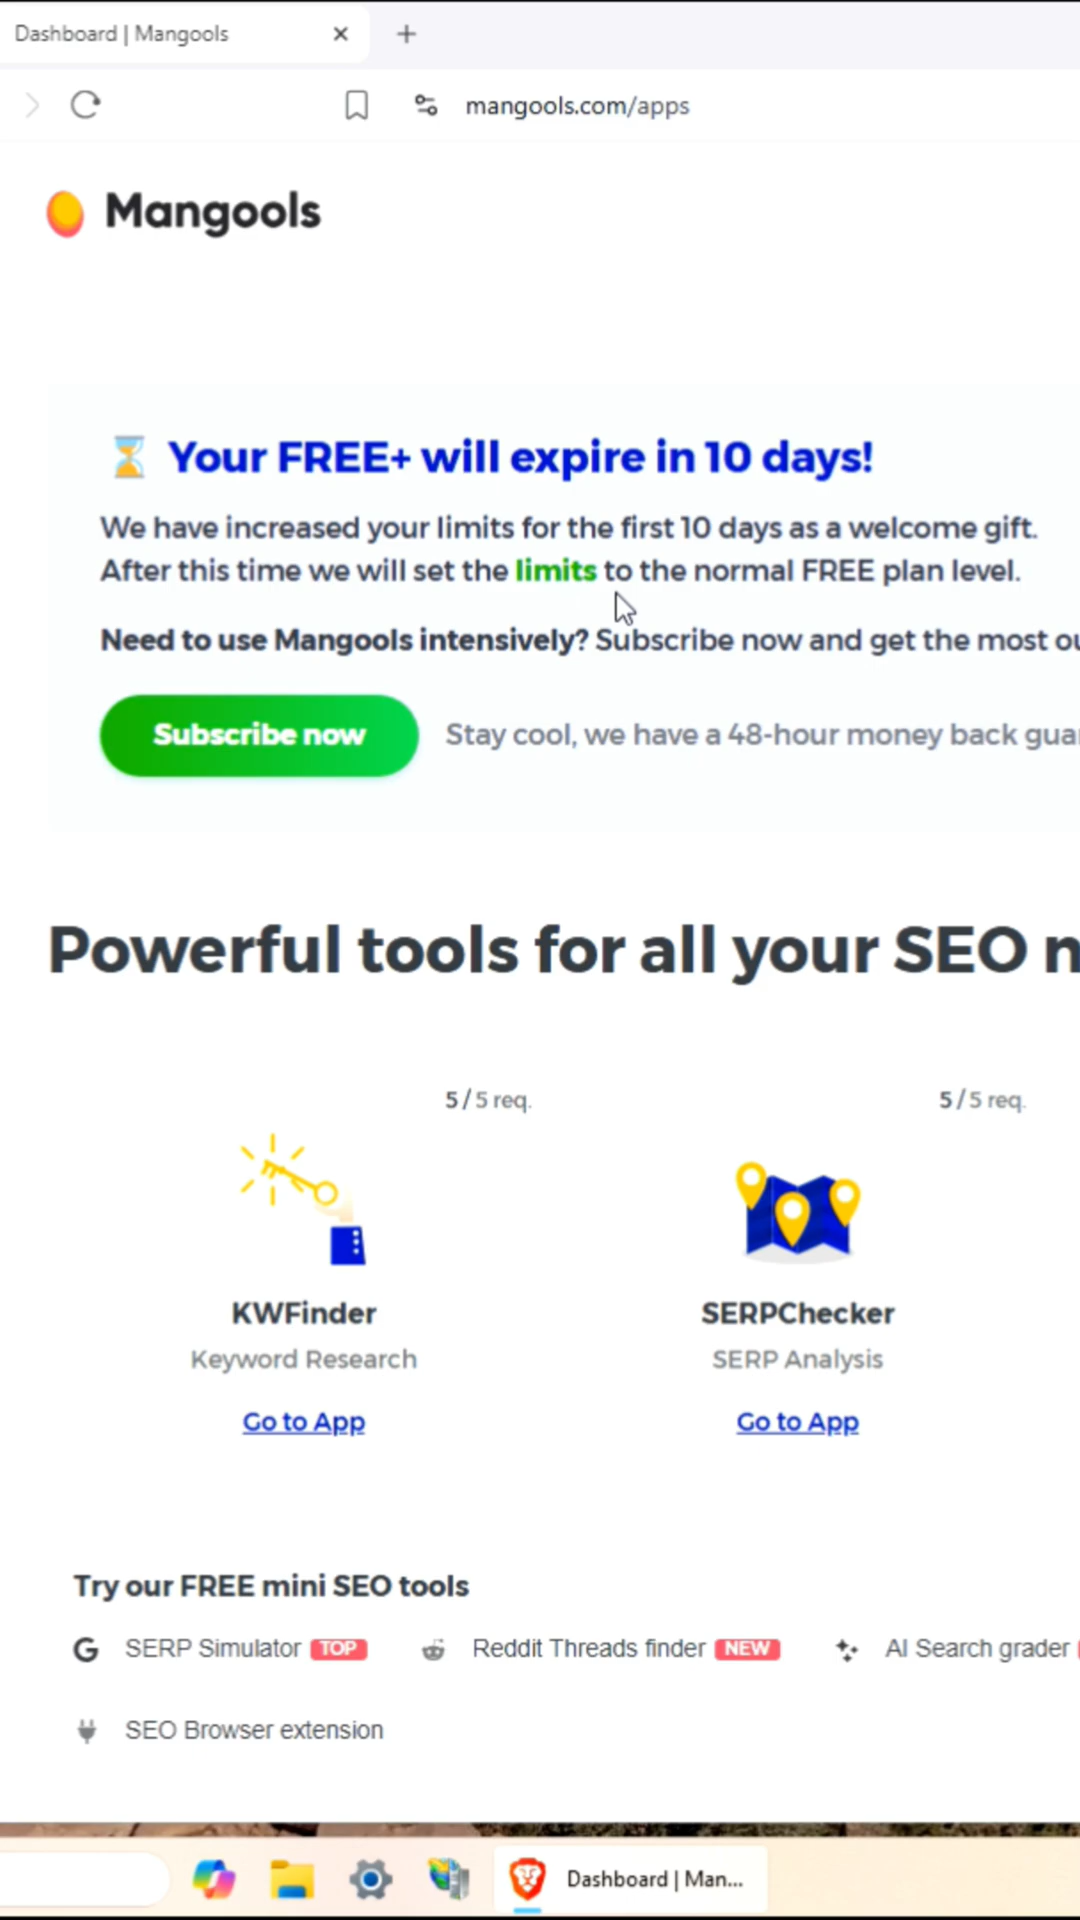 Dashboard | Mangools
mangools.com/apps
Mangools
Your FREE+ will expire in 10 days!
We have increased your limits for the first 10 days as a welcome gift.
After this time we will set the limits to the normal FREE plan level.
Need to use Mangools intensively? Subscribe now and get the most
Subscribe now Stay cool, we have a 48-hour money back
Powerful tools for all your SEO
5 / 5 req. 5 / 5 req.
KWFinder SERPChecker
Keyword Research SERP Analysis
Go to App Go to App
Try our FREE mini SEO tools
SERP Simulator TOP Reddit Threads finder NEW AI Search grader
SEO Browser extension
Dashboard | Man...